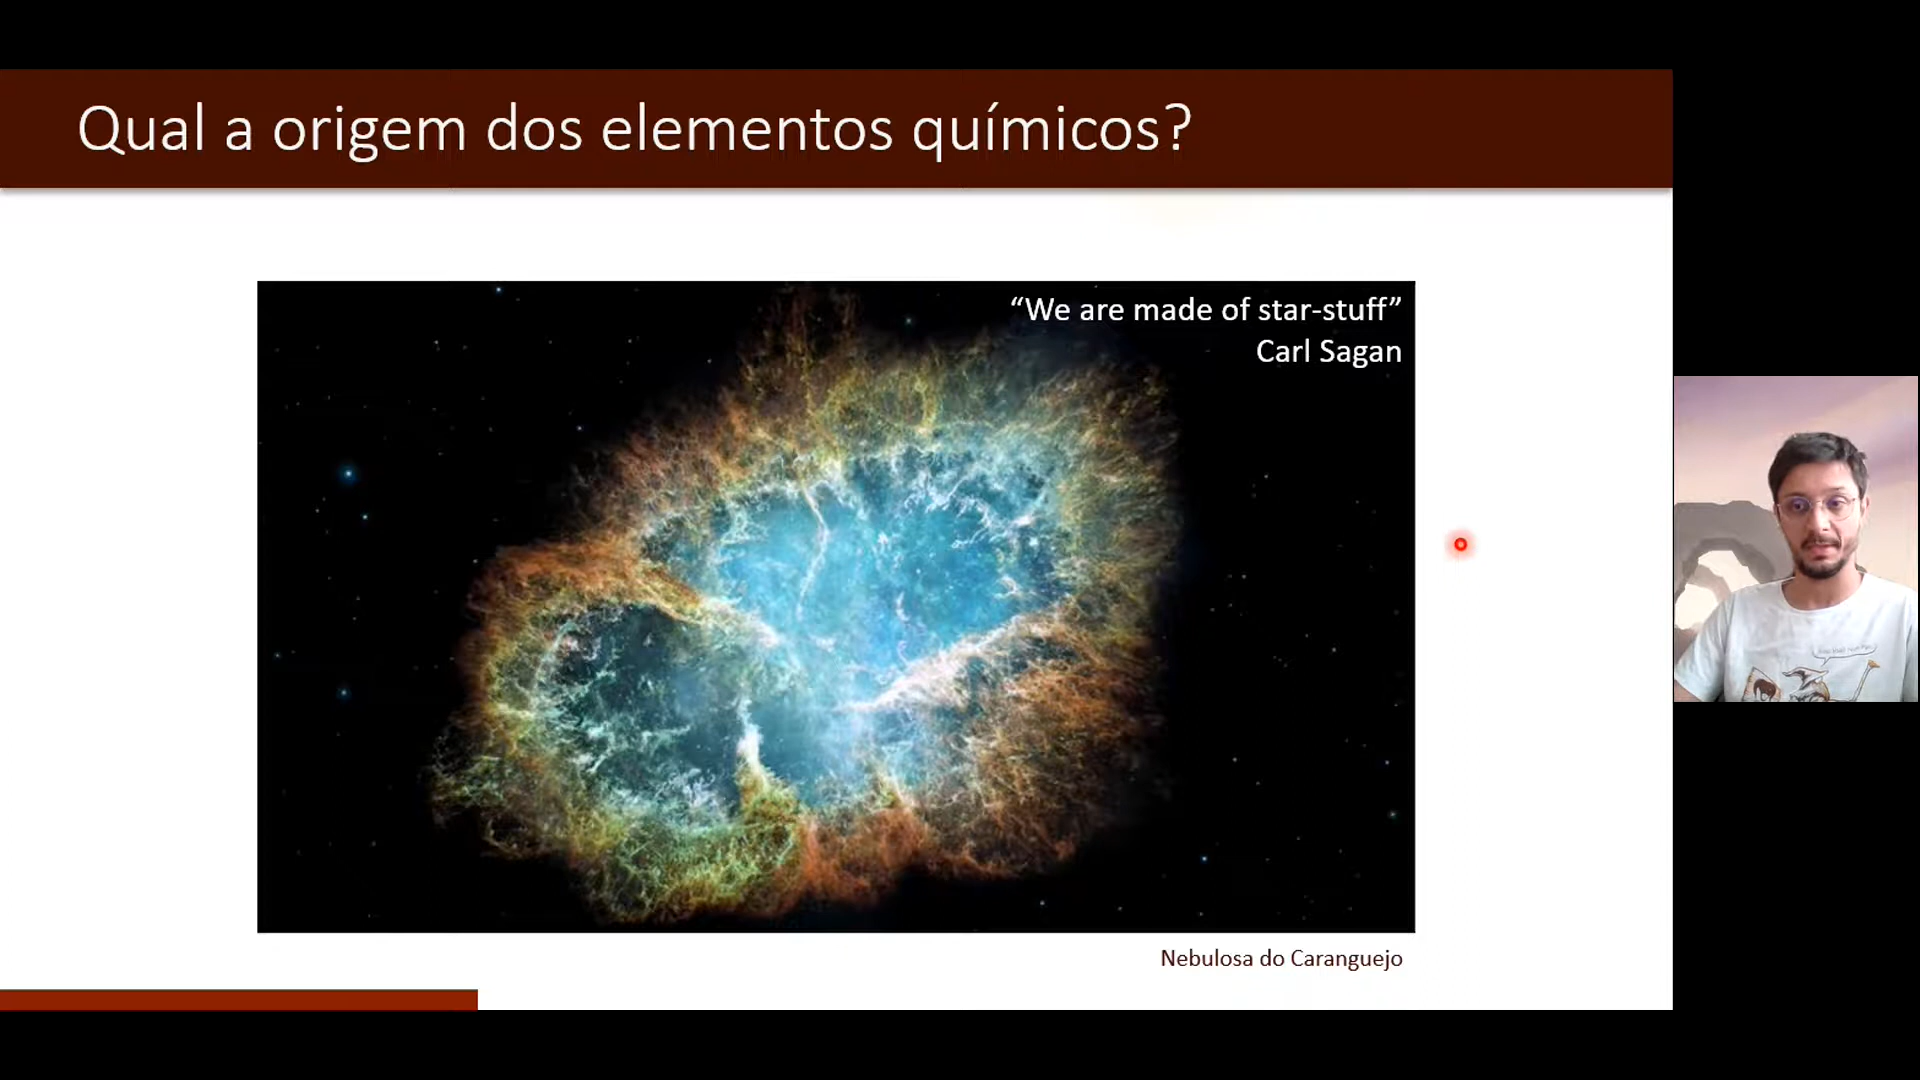 Qual a origem dos elementos químicos?
“We are made of star-stuff”
Carl Sagan
Nebulosa do Caranguejo